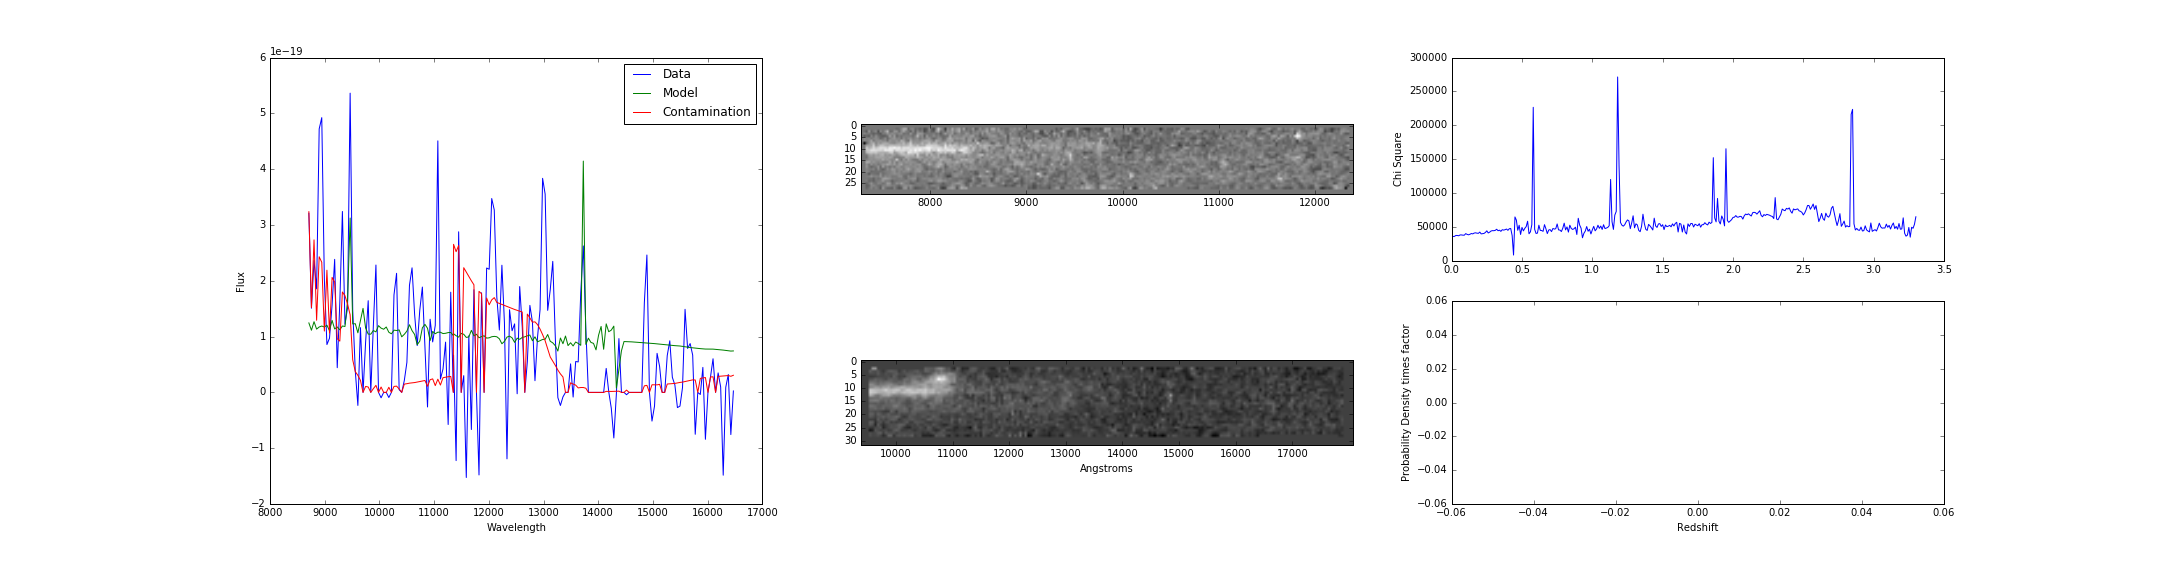 1e−19
6
5
4
3
2
1
0
−1
−2
Flux
8000 9000 10000 11000 12000 13000 14000 15000 16000 17000
Wavelength
Data
Model
Contamination
0
5
10
15
20
25
8000 9000 10000 11000 12000
0
5
10
15
20
25
30
10000 11000 12000 13000 14000 15000 16000 17000
Angstroms
300000
250000
200000
150000
100000
50000
0
Chi Square
0.0 0.5 1.0 1.5 2.0 2.5 3.0 3.5
0.06
0.04
0.02
0.00
−0.02
−0.04
−0.06
Probability Density times factor
−0.06 −0.04 −0.02 0.00 0.02 0.04 0.06
Redshift